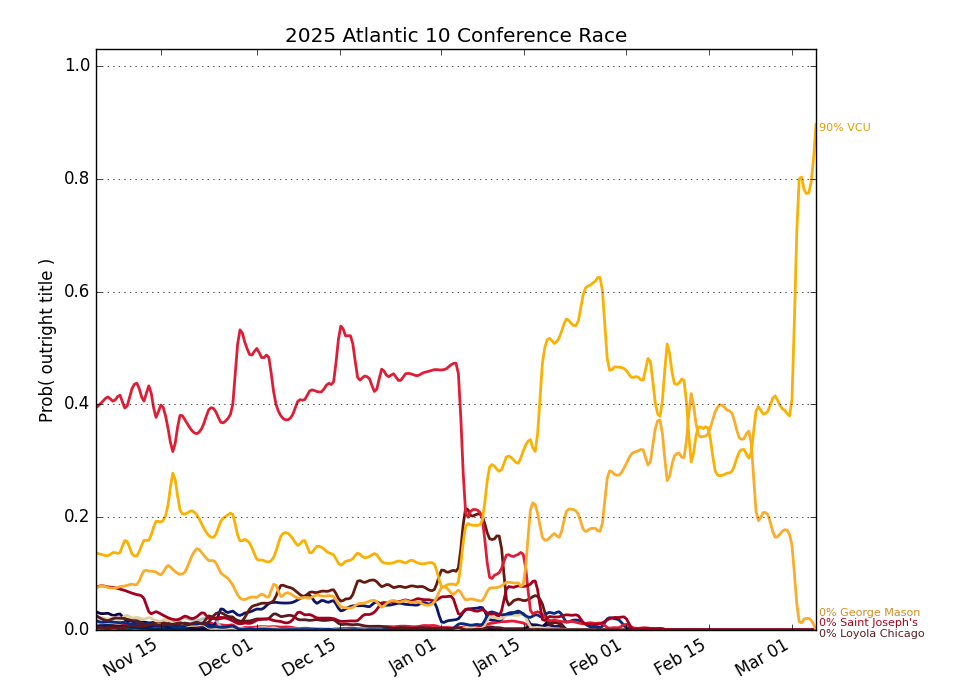 2025 Atlantic 10 Conference Race
1.0
90% VCU
0.8
0.6
Prob( outright title )
0.4
0.2
0% George Mason
0% Saint Joseph's
0.0
0% Loyola Chicago
Nov 15
Dec 01
Dec 15
Jan 01
Jan 15
Feb 01
Feb 15
Mar 01